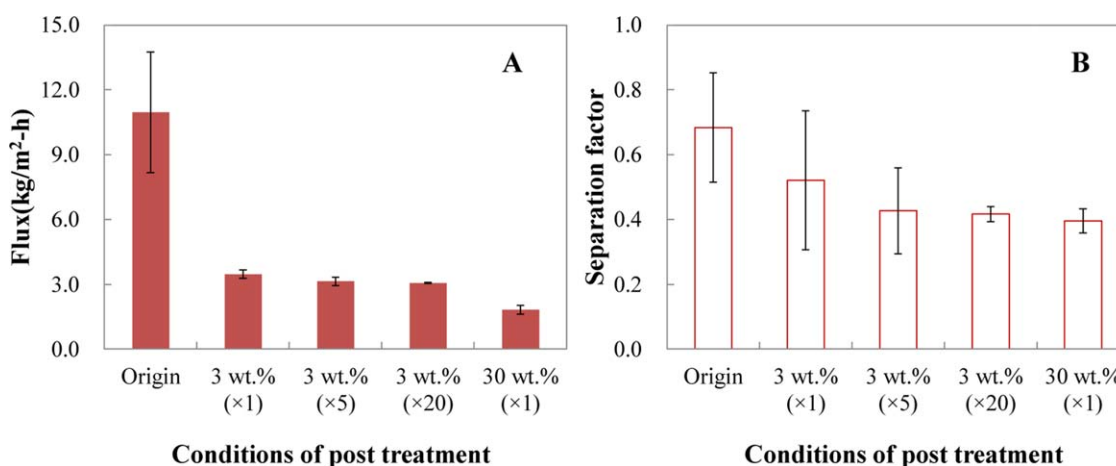 A
Flux(kg/m²-h)
15.0
12.0
9.0
6.0
3.0
0.0
Origin
3 wt.%
(×1)
3 wt.%
(×5)
3 wt.%
(×20)
30 wt.%
(×1)
Conditions of post treatment
B
Separation factor
1.0
0.8
0.6
0.4
0.2
0.0
Origin
3 wt.%
(×1)
3 wt.%
(×5)
3 wt.%
(×20)
30 wt.%
(×1)
Conditions of post treatment